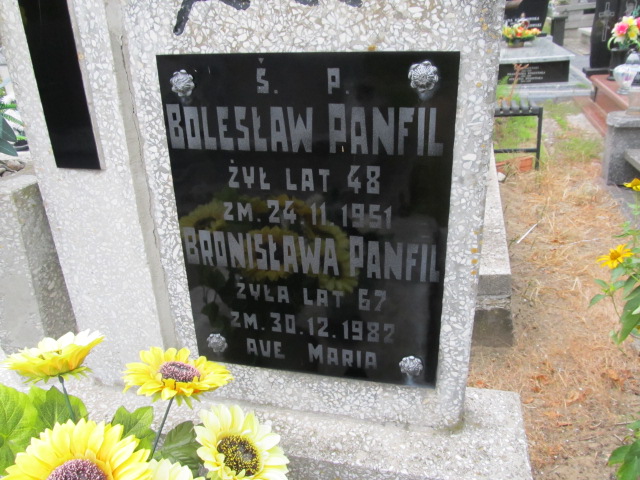 Ś. P.
BOLESŁAW PANFIL
ŻYŁ LAT 48
ZM. 24.11.1951
BRONISŁAWA PANFIL
ŻYŁA LAT 67
ZM. 30.12.1982
AVE MARIA